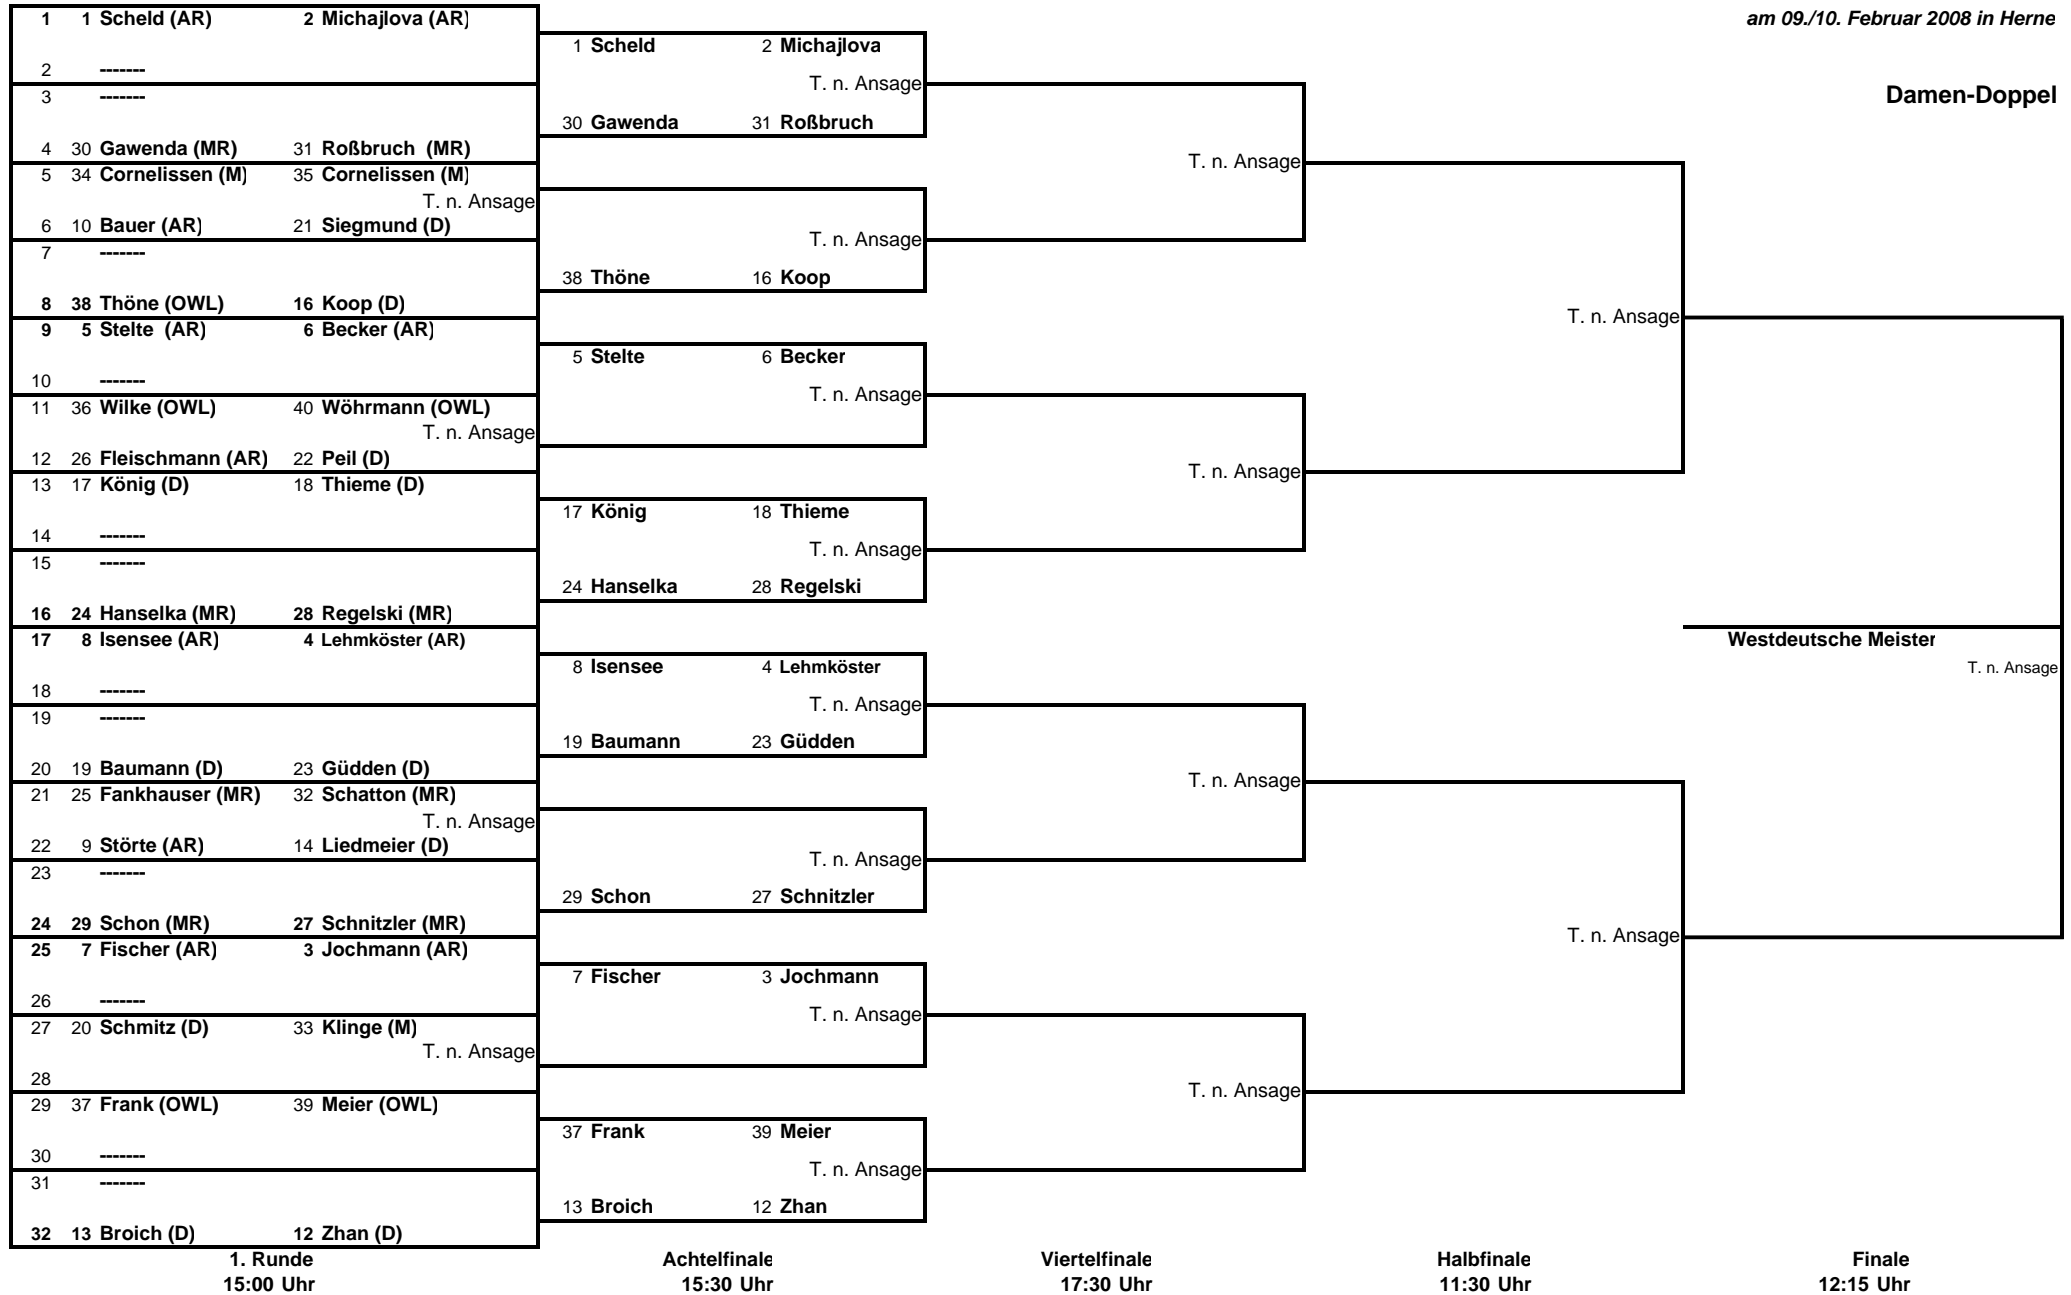 am 09./10. Februar 2008 in Herne
Damen-Doppel
1 1 Scheld (AR) 2 Michajlova (AR)
2 -------
3 -------
4 30 Gawenda (MR) 31 Roßbruch (MR)
5 34 Cornelissen (M) 35 Cornelissen (M)
T. n. Ansage
6 10 Bauer (AR) 21 Siegmund (D)
7 -------
8 38 Thöne (OWL) 16 Koop (D)
9 5 Stelte (AR) 6 Becker (AR)
10 -------
11 36 Wilke (OWL) 40 Wöhrmann (OWL)
T. n. Ansage
12 26 Fleischmann (AR) 22 Peil (D)
13 17 König (D) 18 Thieme (D)
14 -------
15 -------
16 24 Hanselka (MR) 28 Regelski (MR)
17 8 Isensee (AR) 4 Lehmköster (AR)
18 -------
19 -------
20 19 Baumann (D) 23 Güdden (D)
21 25 Fankhauser (MR) 32 Schatton (MR)
T. n. Ansage
22 9 Störte (AR) 14 Liedmeier (D)
23 -------
24 29 Schon (MR) 27 Schnitzler (MR)
25 7 Fischer (AR) 3 Jochmann (AR)
26 -------
27 20 Schmitz (D) 33 Klinge (M)
T. n. Ansage
28
29 37 Frank (OWL) 39 Meier (OWL)
30 -------
31 -------
32 13 Broich (D) 12 Zhan (D)
1. Runde
15:00 Uhr
1 Scheld 2 Michajlova
T. n. Ansage
30 Gawenda 31 Roßbruch
T. n. Ansage
38 Thöne 16 Koop
5 Stelte 6 Becker
T. n. Ansage
17 König 18 Thieme
T. n. Ansage
24 Hanselka 28 Regelski
8 Isensee 4 Lehmköster
T. n. Ansage
19 Baumann 23 Güdden
T. n. Ansage
29 Schon 27 Schnitzler
7 Fischer 3 Jochmann
T. n. Ansage
37 Frank 39 Meier
T. n. Ansage
13 Broich 12 Zhan
Achtelfinale
15:30 Uhr
T. n. Ansage
T. n. Ansage
T. n. Ansage
T. n. Ansage
Viertelfinale
17:30 Uhr
T. n. Ansage
T. n. Ansage
Halbfinale
11:30 Uhr
Westdeutsche Meister
T. n. Ansage
Finale
12:15 Uhr